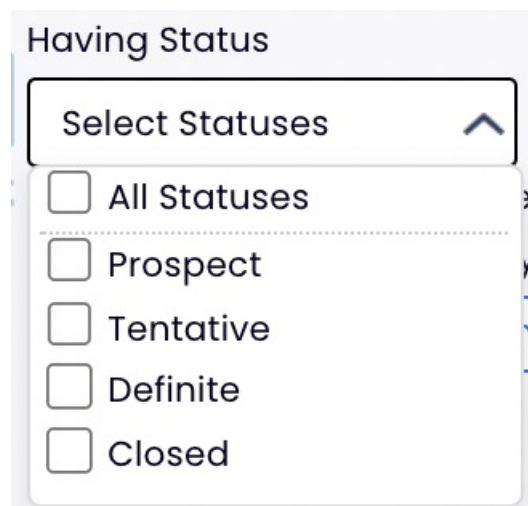 Having Status
Select Statuses
All Statuses
Prospect
Tentative
Definite
Closed